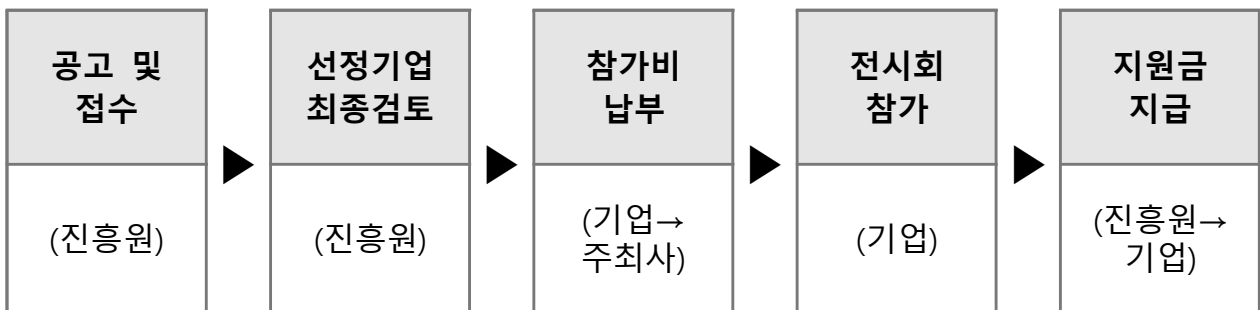 공고 및
접수
(진흥원)
▶
선정기업
최종검토
(진흥원)
▶
참가비
납부
(기업→
주최사)
▶
전시회
참가
(기업)
▶
지원금
지급
(진흥원→
기업)